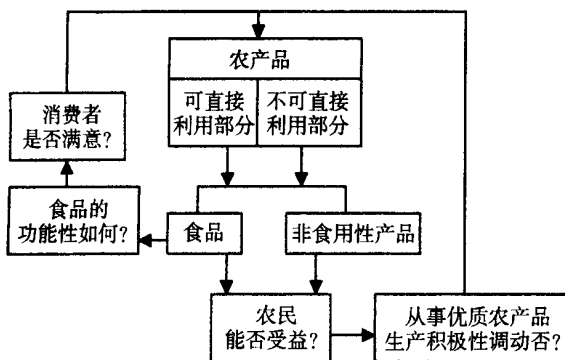 农产品
可直接
利用部分
不可直接
利用部分
消费者
是否满意?
食品的
功能性如何?
食品
非食用性产品
农民
能否受益?
从事优质农产品
生产积极性调动否?